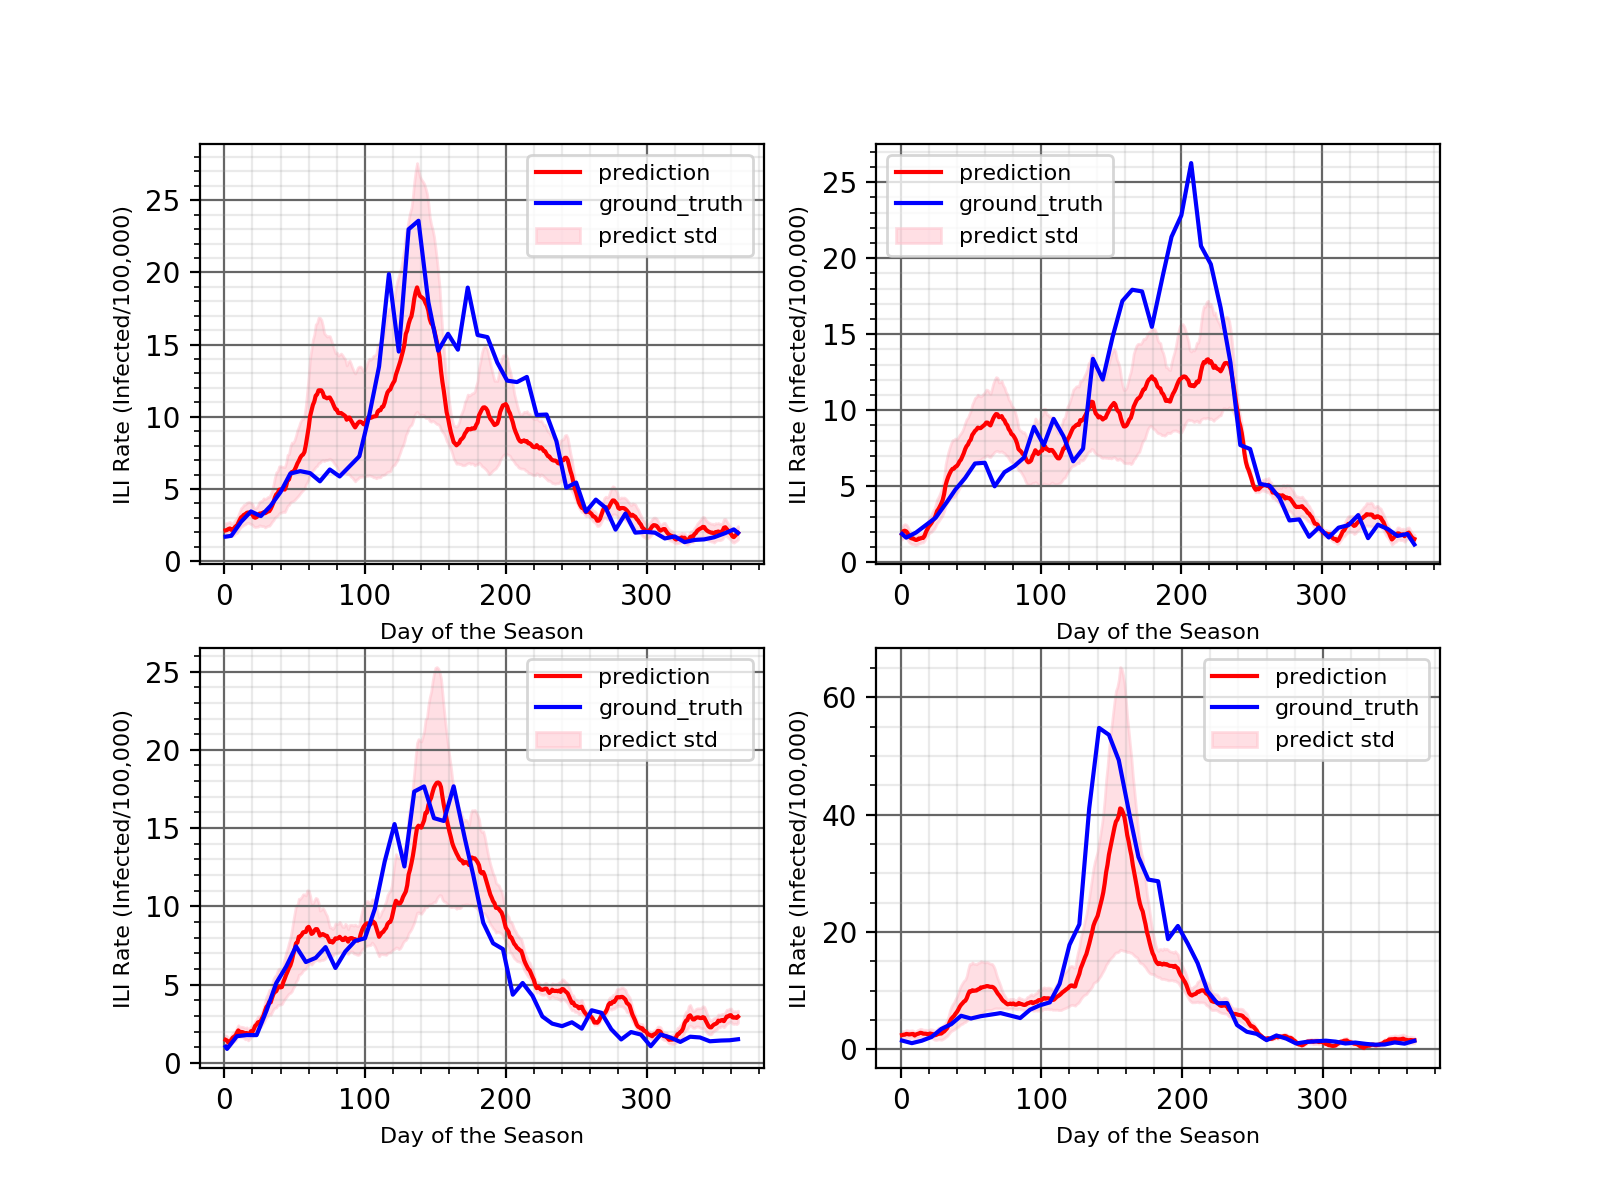 prediction
ground_truth
predict std
ILI Rate (Infected/100,000)
25
20
15
10
5
0
0 100 200 300
Day of the Season
prediction
ground_truth
predict std
ILI Rate (Infected/100,000)
25
20
15
10
5
0
0 100 200 300
Day of the Season
prediction
ground_truth
predict std
ILI Rate (Infected/100,000)
25
20
15
10
5
0
0 100 200 300
Day of the Season
prediction
ground_truth
predict std
ILI Rate (Infected/100,000)
60
40
20
0
0 100 200 300
Day of the Season